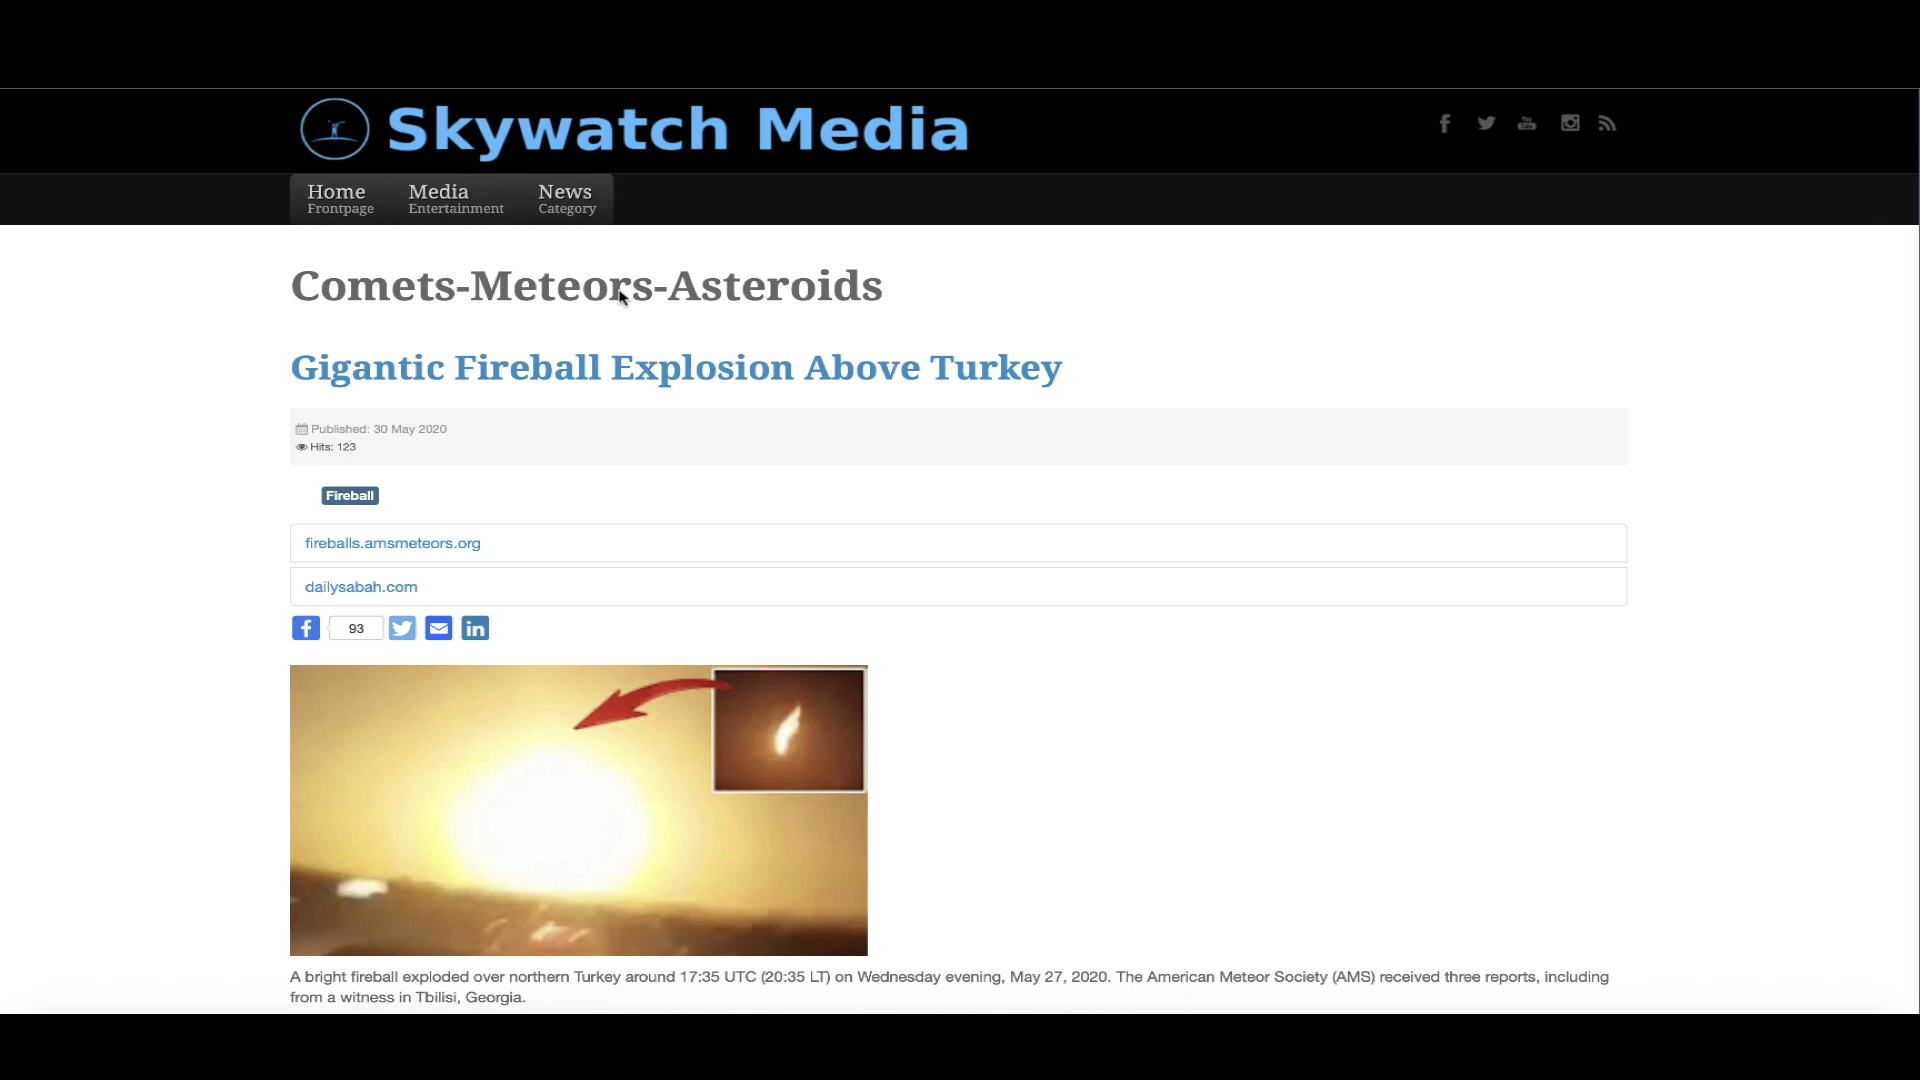 Skywatch Media
Home
Frontpage
Media
Entertainment
News
Category
Comets-Meteors-Asteroids
Gigantic Fireball Explosion Above Turkey
Published: 30 May 2020
Hits: 123
Fireball
fireballs.amsmeteors.org
dailysabah.com
93
A bright fireball exploded over northern Turkey around 17:35 UTC (20:35 LT) on Wednesday evening, May 27, 2020. The American Meteor Society (AMS) received three reports, including
from a witness in Tbilisi, Georgia.